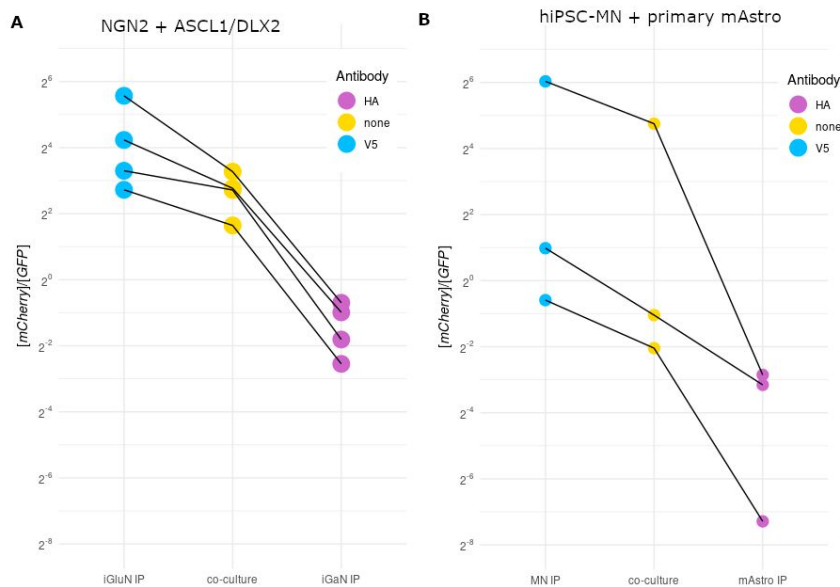 A
NGN2 + ASCL1/DLX2
Antibody
HA
none
V5
[mCherry]/[GFP]
2^6
2^4
2^2
2^0
2^-2
2^-4
2^-6
2^-8
iGluN IP
co-culture
iGaN IP
B
hiPSC-MN + primary mAstro
Antibody
HA
none
V5
[mCherry]/[GFP]
2^6
2^4
2^2
2^0
2^-2
2^-4
2^-6
2^-8
MN IP
co-culture
mAstro IP